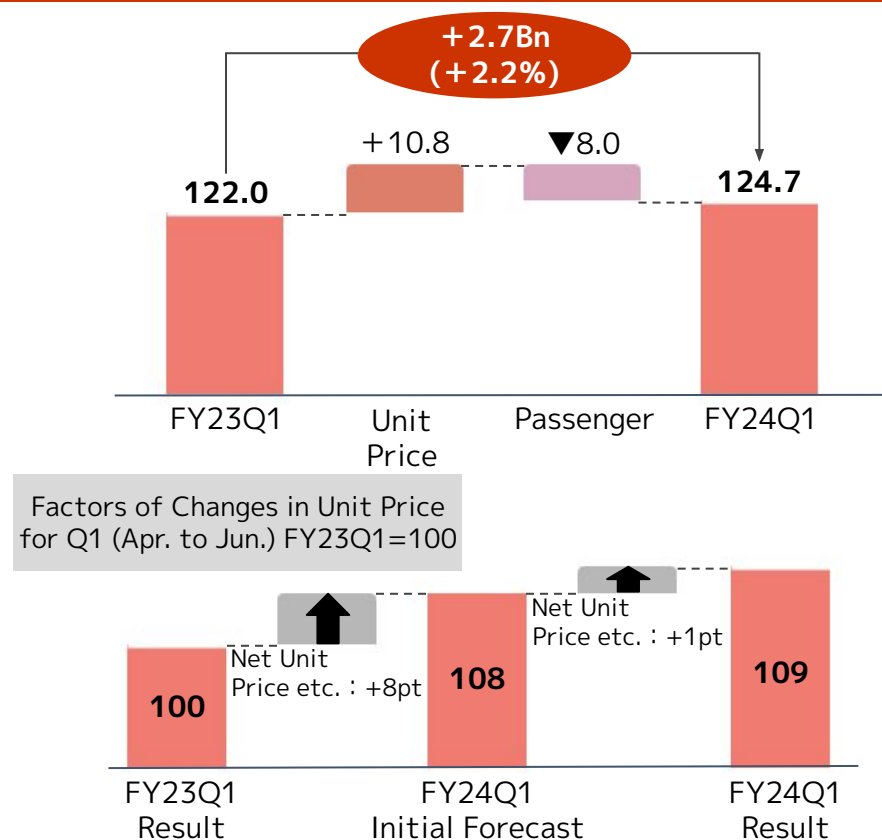 ＋2.7Bn
(＋2.2%)
＋10.8
▼8.0
122.0
124.7
FY23Q1
Unit
Price
Passenger
FY24Q1
Factors of Changes in Unit Price
for Q1 (Apr. to Jun.) FY23Q1=100
Net Unit
Price etc.：+8pt
Net Unit
Price etc.：+1pt
100
108
109
FY23Q1
Result
FY24Q1
Initial Forecast
FY24Q1
Result